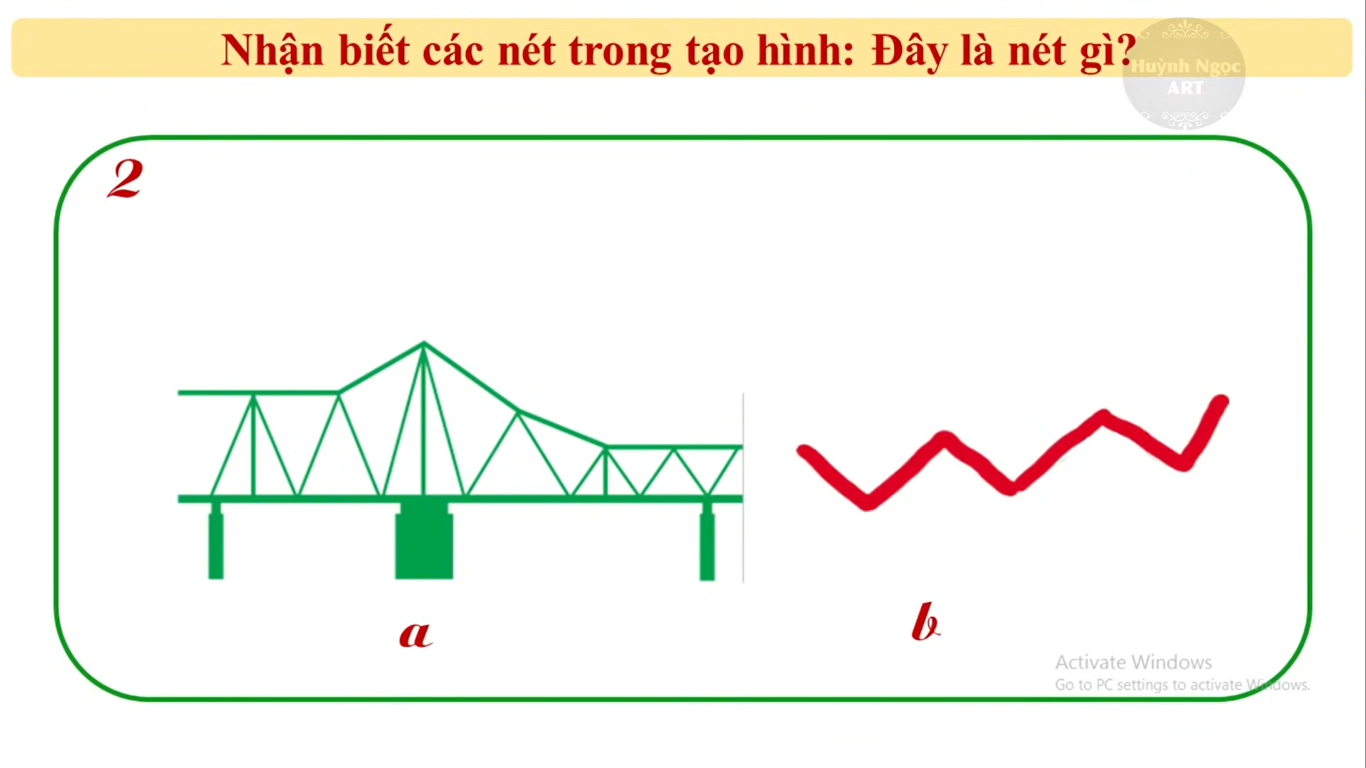 Nhận biết các nét trong tạo hình: Đây là nét gì?
Huỳnh Ngọc
ART
2
a
b
Activate Windows
Go to PC settings to activate Windows.